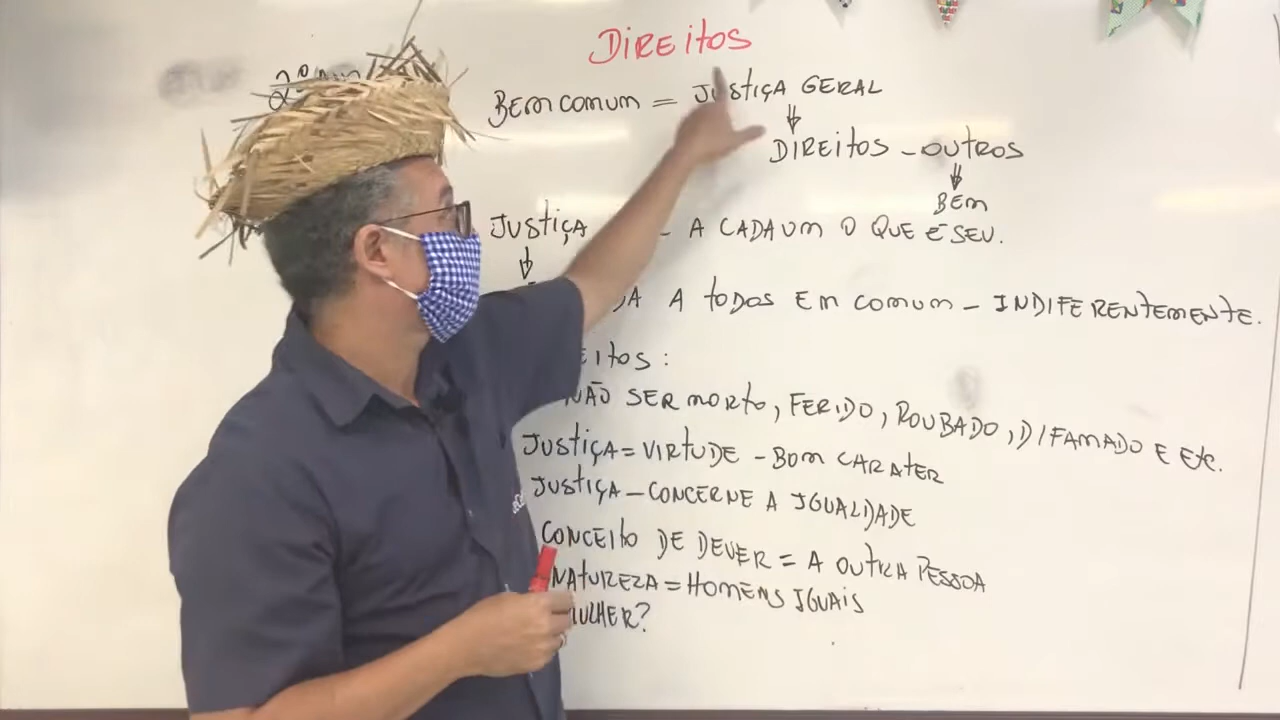 DIREITOS
2º
BEM COMUM = JUSTIÇA GERAL
DIREITOS - OUTROS
BEM
JUSTIÇA - A CADA UM O QUE É SEU.
A TODOS EM COMUM - INDIFERENTEMENTE.
EITOS:
NÃO SER MORTO, FERIDO, ROUBADO, DIFAMADO E ETC.
JUSTIÇA = VIRTUDE - BOM CARATER
JUSTIÇA - CONCERNE A IGUALDADE
CONCEITO DE DEVER = A OUTRA PESSOA
NATUREZA = HOMENS IGUAIS
MULHER?